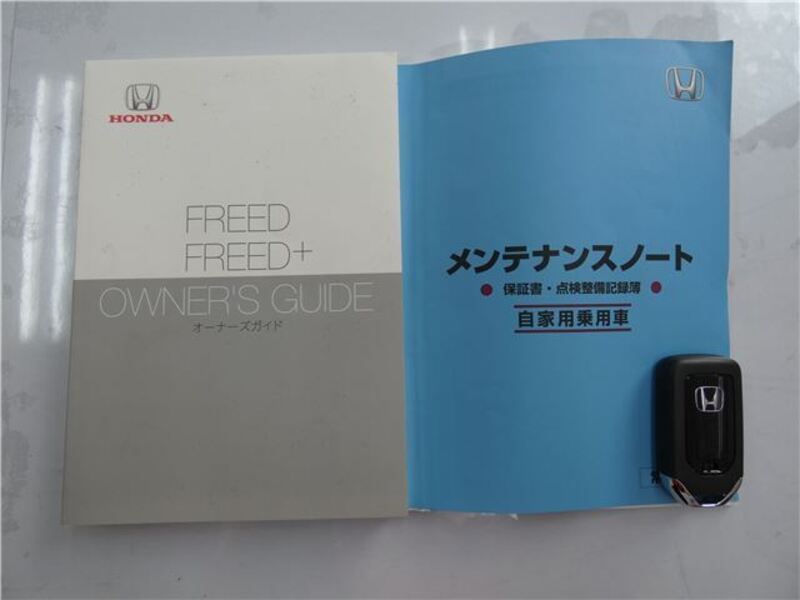 HONDA
FREED
FREED+
OWNER'S GUIDE
オーナーズガイド
メンテナンスノート
● 保証書・点検整備記録簿 ●
自家用乗用車